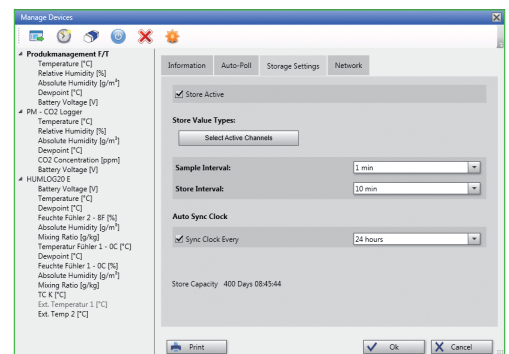 Manage Devices
Produkmanagement F/T
Temperature [°C]
Relative Humidity [%]
Absolute Humidity [g/m³]
Dewpoint [°C]
Battery Voltage [V]
PM - CO2 Logger
Temperature [°C]
Relative Humidity [%]
Absolute Humidity [g/m³]
Dewpoint [°C]
CO2 Concentration [ppm]
Battery Voltage [V]
HUMLOG20 E
Battery Voltage [V]
Temperature [°C]
Dewpoint [°C]
Feuchte Fühler 2 - 8F [%]
Absolute Humidity [g/m³]
Mixing Ratio [g/kg]
Temperatur Fühler 1 - 0C [°C]
Dewpoint [°C]
Feuchte Fühler 1 - 0C [%]
Absolute Humidity [g/m³]
Mixing Ratio [g/kg]
TC K [°C]
Ext. Temperatur 1 [°C]
Ext. Temp 2 [°C]
Information Auto-Poll Storage Settings Network
Store Active
Store Value Types:
Select Active Channels
Sample Interval: 1 min
Store Interval: 10 min
Auto Sync Clock
Sync Clock Every 24 hours
Store Capacity 400 Days 08:45:44
Print Ok Cancel